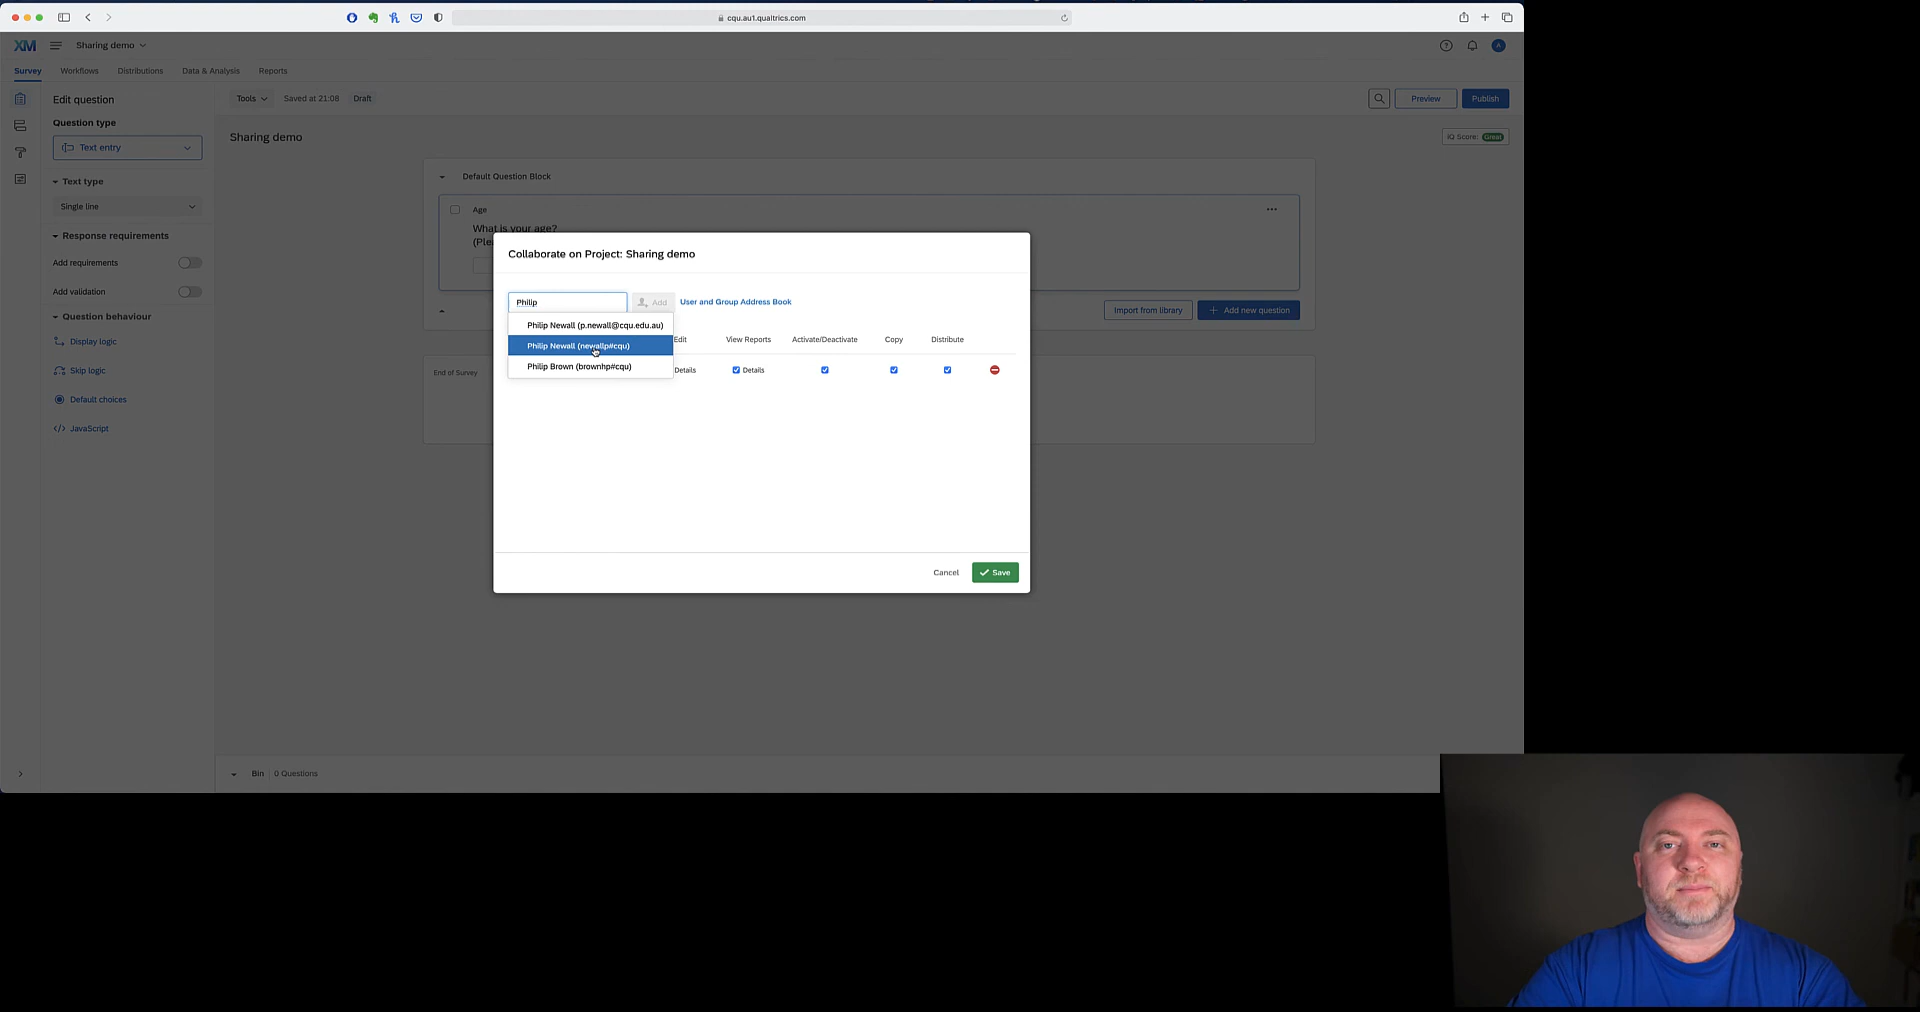 cqu.au1.qualtrics.com
XM
Sharing demo
A
Survey
Workflows
Distributions
Data & Analysis
Reports
Edit question
Tools
Saved at 21:08
Draft
Preview
Publish
Question type
Text entry
Sharing demo
IQ Score: Great
Text type
Single line
Default Question Block
Age
What is your age?
Response requirements
Add requirements
Add validation
Question behaviour
Display logic
Skip logic
Default choices
JavaScript
Import from library
Add new question
End of Survey
Collaborate on Project: Sharing demo
Philip
Add
User and Group Address Book
Philip Newall (p.newall@cqu.edu.au)
Philip Newall (newallp#cqu)
Philip Brown (brownhp#cqu)
Edit
View Reports
Activate/Deactivate
Copy
Distribute
Details
Details
Cancel
Save
Bin
0 Questions